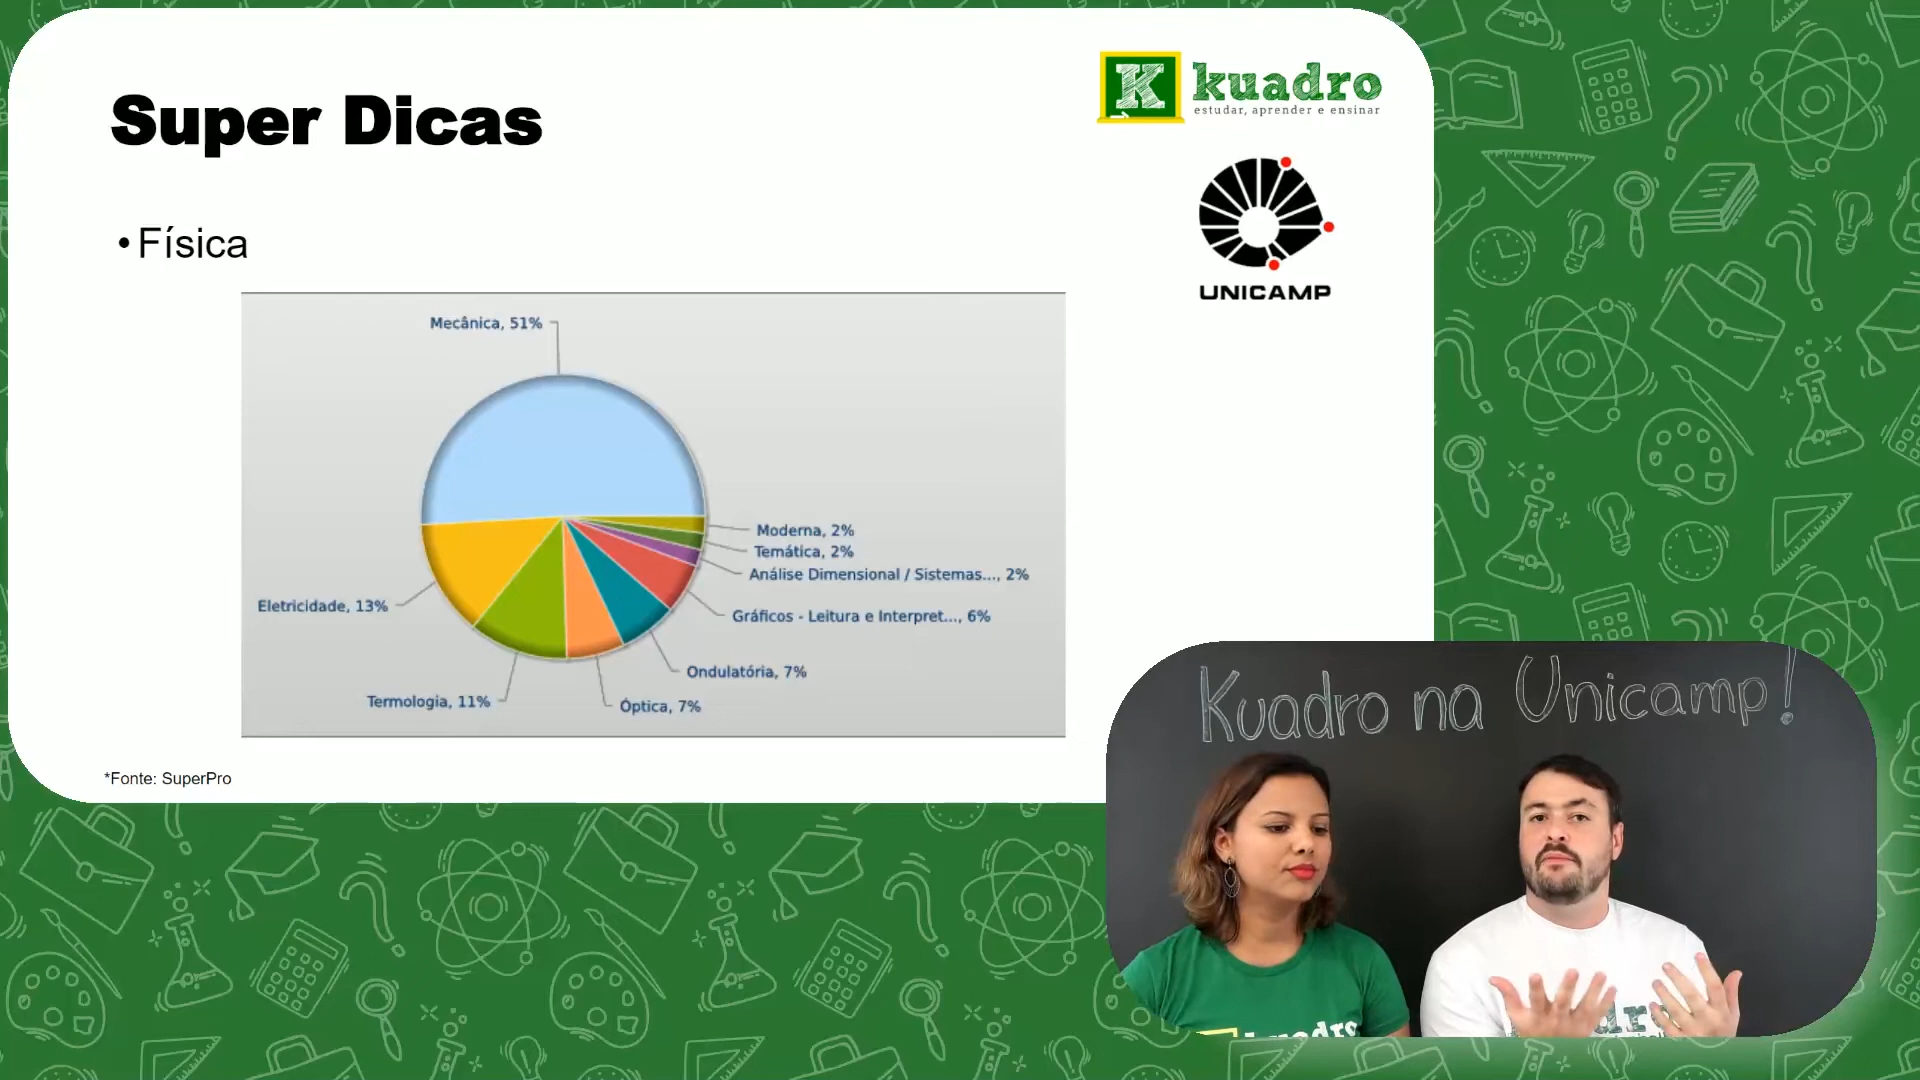 Super Dicas
K kuadro
estudar, aprender e ensinar
UNICAMP
• Física
Mecânica, 51%
Moderna, 2%
Temática, 2%
Análise Dimensional / Sistemas..., 2%
Eletricidade, 13%
Gráficos - Leitura e Interpret..., 6%
Ondulatória, 7%
Termologia, 11%
Óptica, 7%
*Fonte: SuperPro
Kuadro na Unicamp!
kuadro